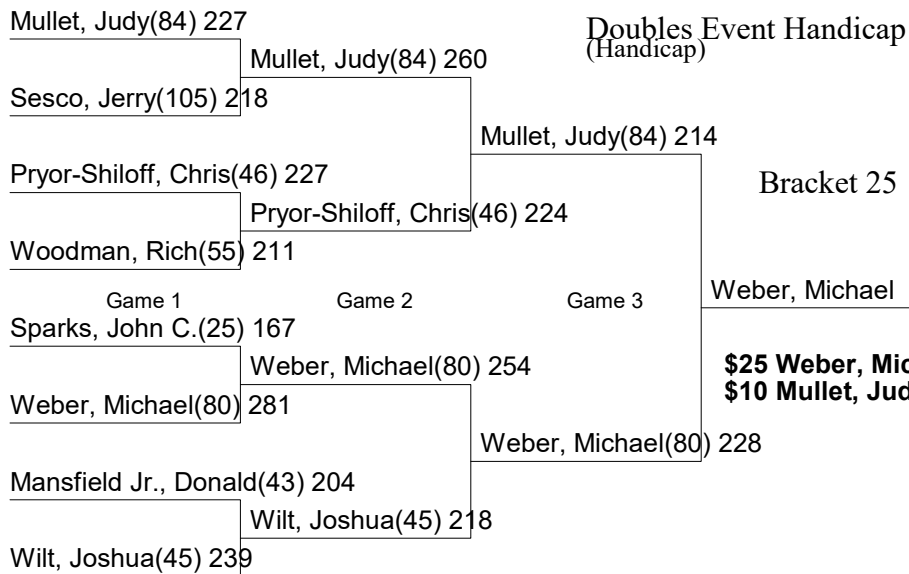 Mullet, Judy(84) 227
Doubles Event Handicap
(Handicap)
Mullet, Judy(84) 260
Sesco, Jerry(105) 218
Mullet, Judy(84) 214
Pryor-Shiloff, Chris(46) 227
Bracket 25
Pryor-Shiloff, Chris(46) 224
Woodman, Rich(55) 211
Game 1
Game 2
Game 3
Weber, Michael
Sparks, John C.(25) 167
Weber, Michael(80) 254
$25 Weber, Mic
$10 Mullet, Jud
Weber, Michael(80) 281
Weber, Michael(80) 228
Mansfield Jr., Donald(43) 204
Wilt, Joshua(45) 218
Wilt, Joshua(45) 239